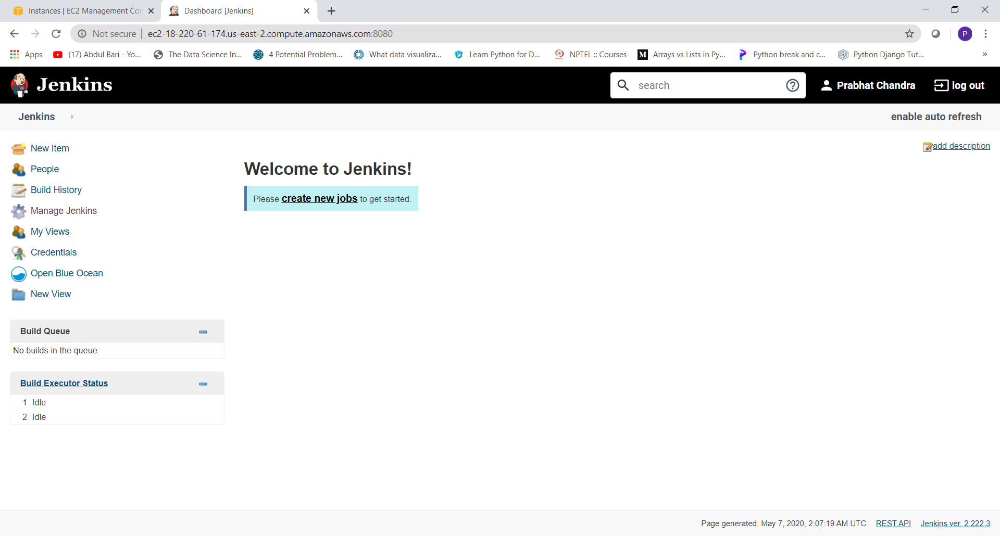 Instances | EC2 Management Con
Dashboard [Jenkins]
Not secure | ec2-18-220-61-174.us-east-2.compute.amazonaws.com:8080
P
Apps
(17) Abdul Bari - Yo...
The Data Science In...
4 Potential Problem...
What data visualiza...
Learn Python for D...
NPTEL :: Courses
M Arrays vs Lists in Py...
Python break and c...
Python Django Tut...
»
Jenkins
search
Prabhat Chandra
log out
Jenkins
enable auto refresh
New Item
People
Build History
Manage Jenkins
My Views
Credentials
Open Blue Ocean
New View
add description
Welcome to Jenkins!
Please create new jobs to get started.
Build Queue
No builds in the queue.
Build Executor Status
1 Idle
2 Idle
Page generated: May 7, 2020, 2:07:19 AM UTC REST API Jenkins ver. 2.222.3